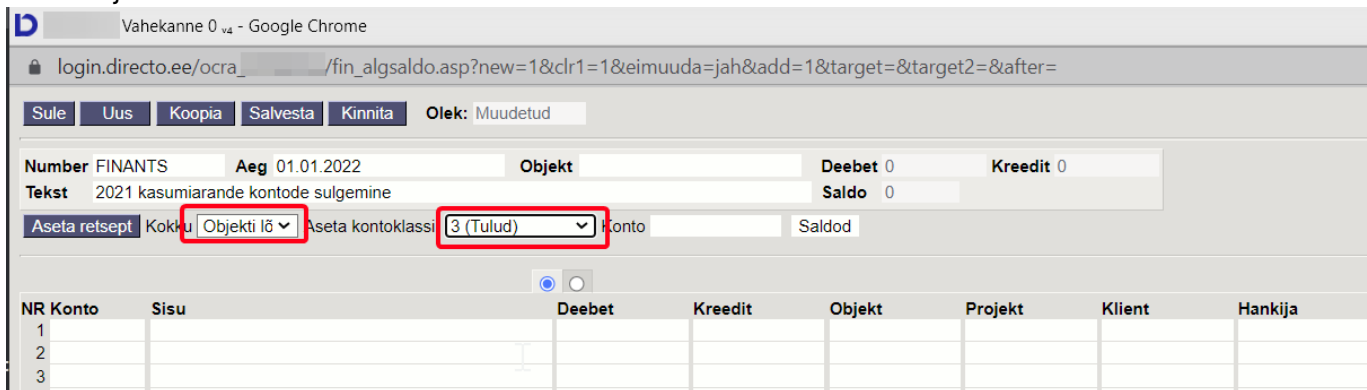 Vahekanne 0 v4 - Google Chrome
login.directo.ee/ocra_ /fin_algsaldo.asp?new=1&clr1=1&eimuuda=jah&add=1&target=&target2=&after=
Sule Uus Koopia Salvesta Kinnita Olek: Muudetud
Number FINANTS Aeg 01.01.2022 Objekt Deebet 0 Kreedit 0
Tekst 2021 kasumiarande kontode sulgemine Saldo 0
Aseta retsept Kokku Objekti lõ Aseta kontoklassi 3 (Tulud) Konto Saldod
NR Konto Sisu Deebet Kreedit Objekt Projekt Klient Hankija
1
2
3